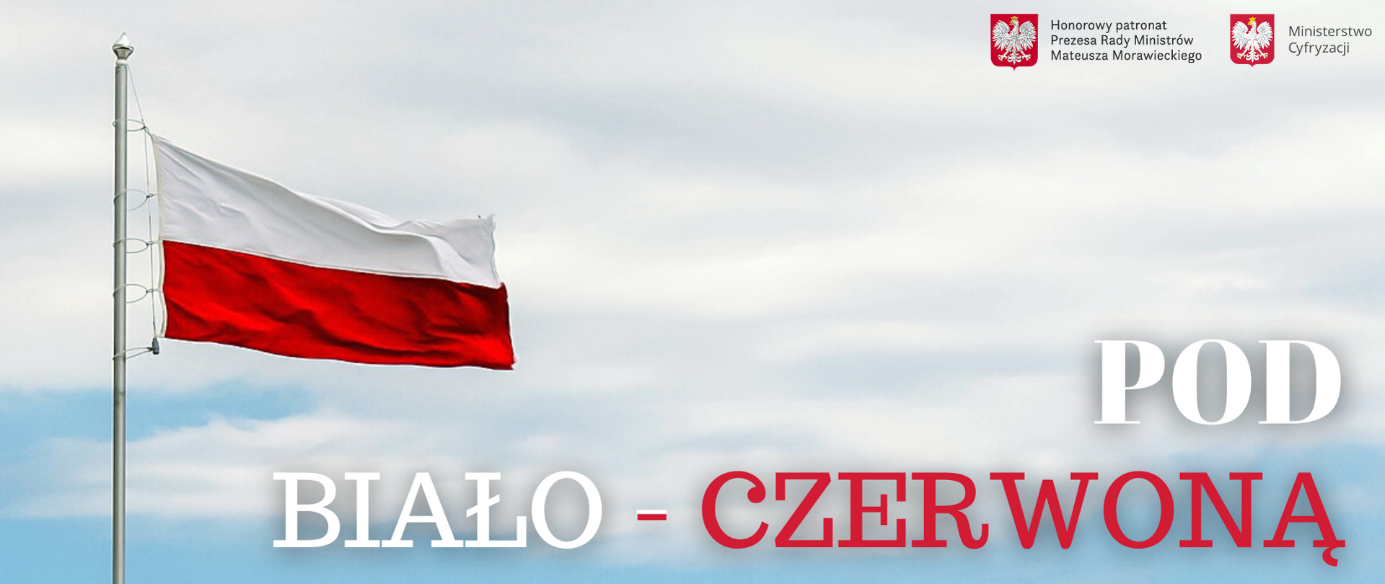 Honorowy patronat
Prezesa Rady Ministrów
Mateusza Morawieckiego
Ministerstwo
Cyfryzacji
POD
BIAŁO - CZERWONĄ